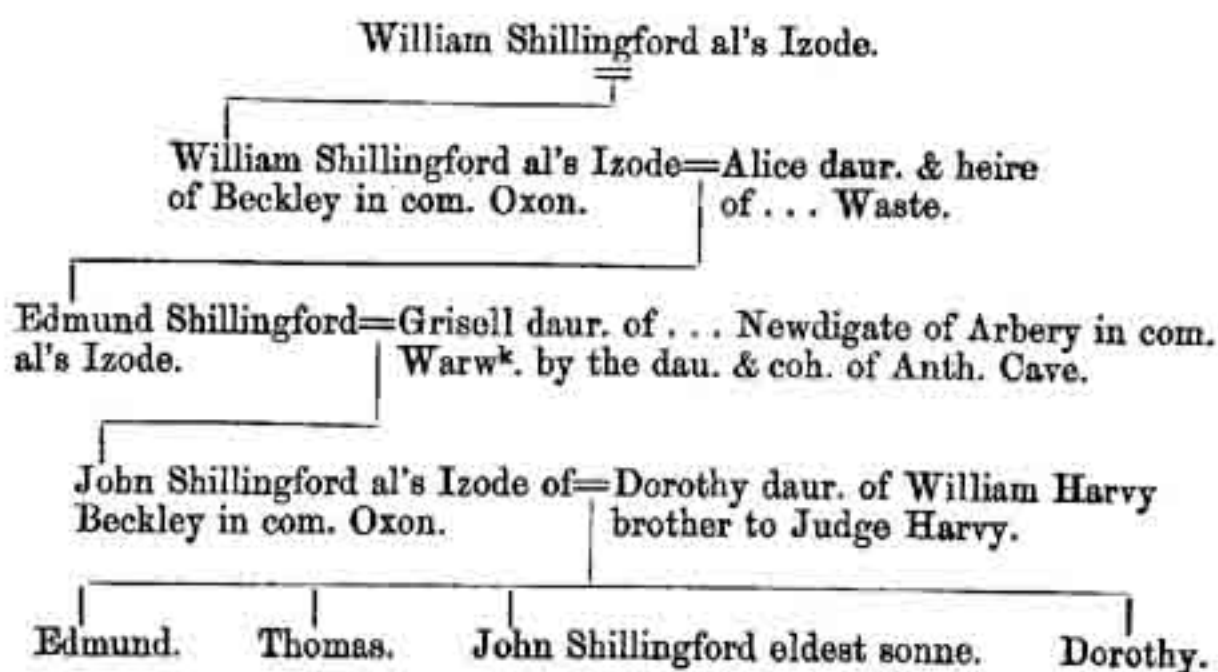 William Shillingford al's Izode.
William Shillingford al's Izode=Alice daur. & heire
of Beckley in com. Oxon. of . . . Waste.
Edmund Shillingford=Grisell daur. of . . . Newdigate of Arbery in com.
al's Izode. Warwᵏ. by the dau. & coh. of Anth. Cave.
John Shillingford al's Izode of=Dorothy daur. of William Harvy
Beckley in com. Oxon. brother to Judge Harvy.
Edmund. Thomas. John Shillingford eldest sonne. Dorothy.